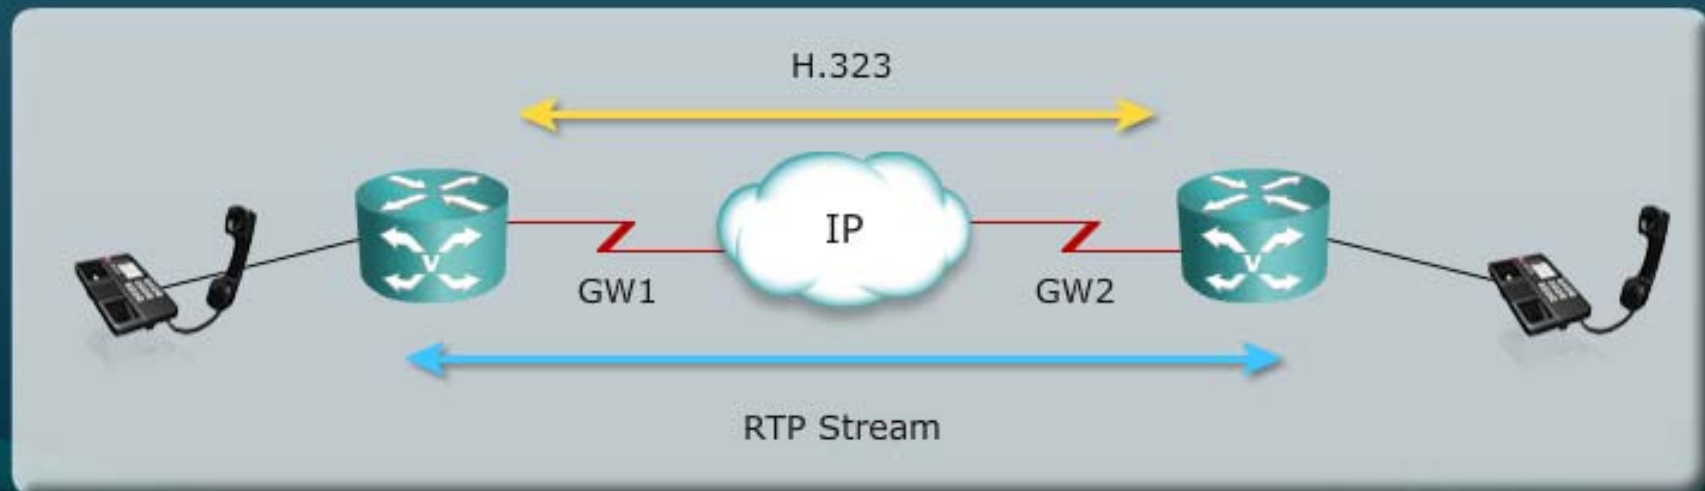 H.323
IP
GW1
GW2
V
V
RTP Stream